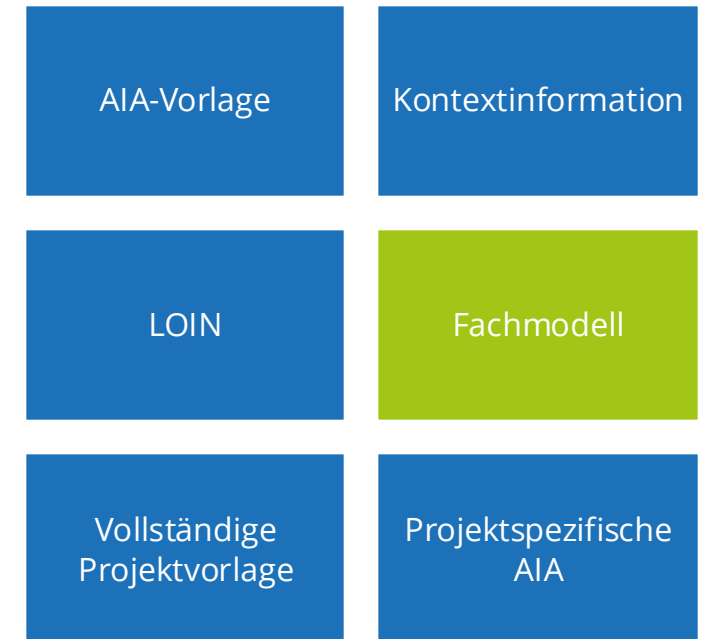 AIA-Vorlage
Kontextinformation
LOIN
Fachmodell
Vollständige
Projektvorlage
Projektspezifische
AIA